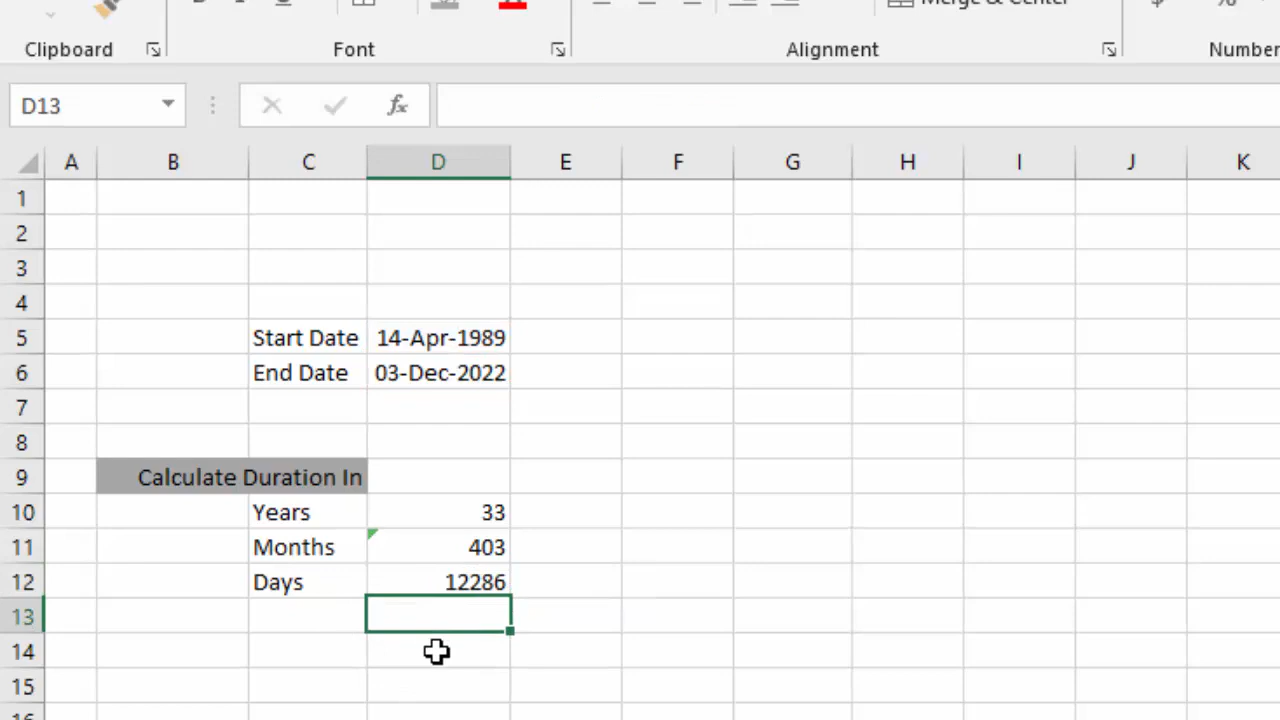 Merge & Center
$ %
Clipboard Font Alignment Number
D13 fx
A B C D E F G H I J K
1
2
3
4
5 Start Date 14-Apr-1989
6 End Date 03-Dec-2022
7
8
9 Calculate Duration In
10 Years 33
11 Months 403
12 Days 12286
13
14
15
16